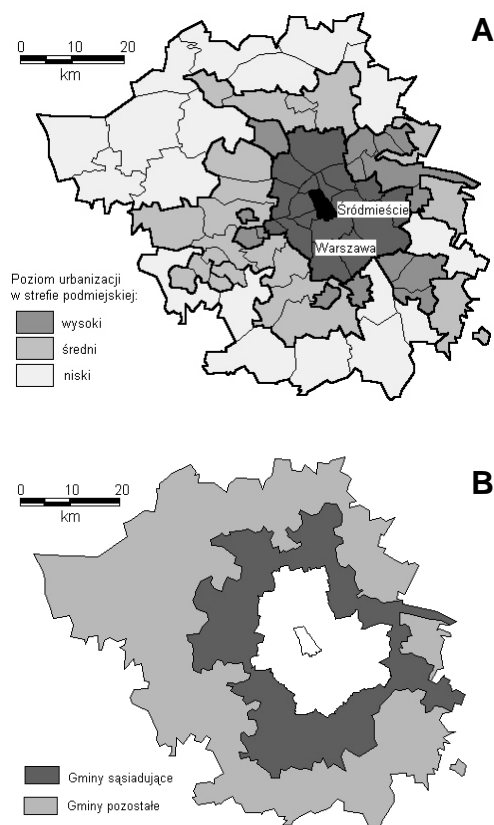 A
0 10 20
km
Śródmieście
Warszawa
Poziom urbanizacji
w strefie podmiejskiej:
wysoki
średni
niski
B
0 10 20
km
Gminy sąsiadujące
Gminy pozostałe